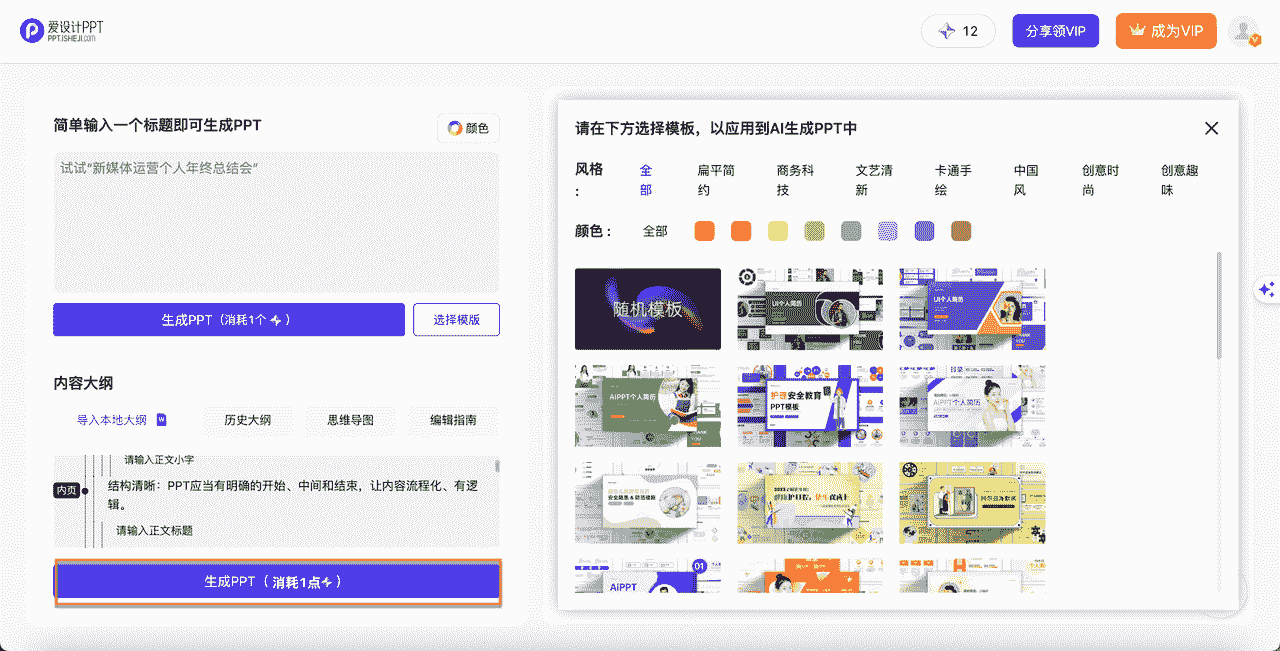 爱设计PPT
PPT.ISHEJI.COM
12
分享领VIP
成为VIP
简单输入一个标题即可生成PPT
颜色
试试“新媒体运营个人年终总结会”
生成PPT（消耗1个 ）
选择模版
内容大纲
导入本地大纲
W
历史大纲
思维导图
编辑指南
请输入正文小字
内页
结构清晰：PPT应当有明确的开始、中间和结束，让内容流程化、有逻
辑。
请输入正文标题
生成PPT（ 消耗1点 ）
请在下方选择模板，以应用到AI生成PPT中
风格
:
全
部
扁平简
约
商务科
技
文艺清
新
卡通手
绘
中国
风
创意时
尚
创意趣
味
颜色：
全部
随机模板
UI个人简历
UI个人简历
AIPPT个人简历
护理安全教育
PPT模板
AIPPT个人简历
01
AiPPT